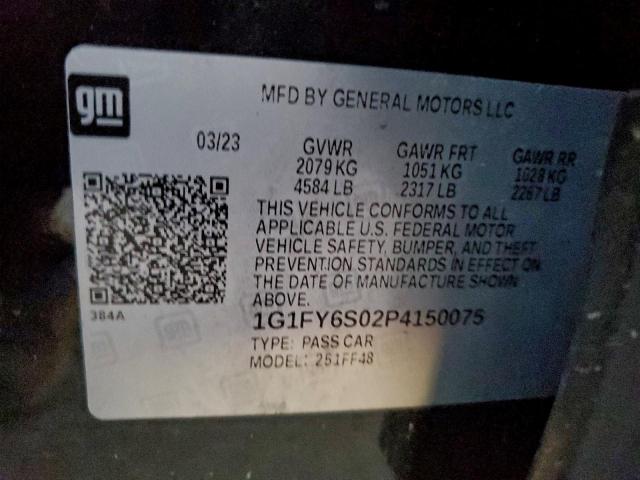 gm
MFD BY GENERAL MOTORS LLC
03/23 GVWR GAWR FRT GAWR RR
2079 KG 1051 KG 1028 KG
4584 LB 2317 LB 2267 LB
THIS VEHICLE CONFORMS TO ALL
APPLICABLE U.S. FEDERAL MOTOR
VEHICLE SAFETY, BUMPER, AND THEFT
PREVENTION STANDARDS IN EFFECT ON
THE DATE OF MANUFACTURE SHOWN
ABOVE.
384A
1G1FY6S02P4150075
TYPE: PASS CAR
MODEL: 251FF48